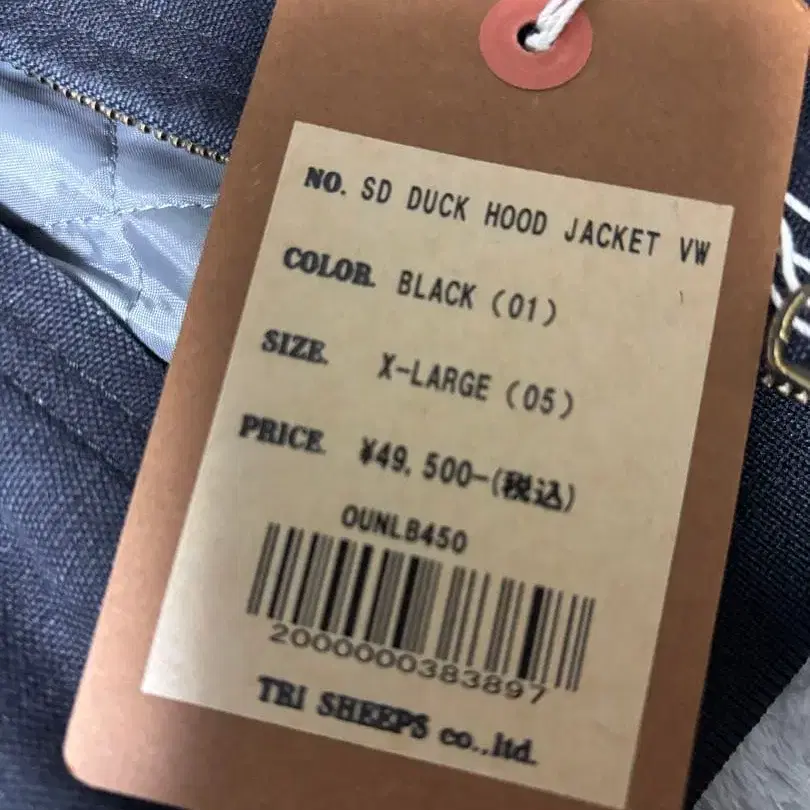 NO. SD DUCK HOOD JACKET VW
COLOR. BLACK (01)
SIZE. X-LARGE (05)
PRICE. ¥49,500-(税込)
OUNLB450
2000000383897
TRI SHEEPS co.,ltd.